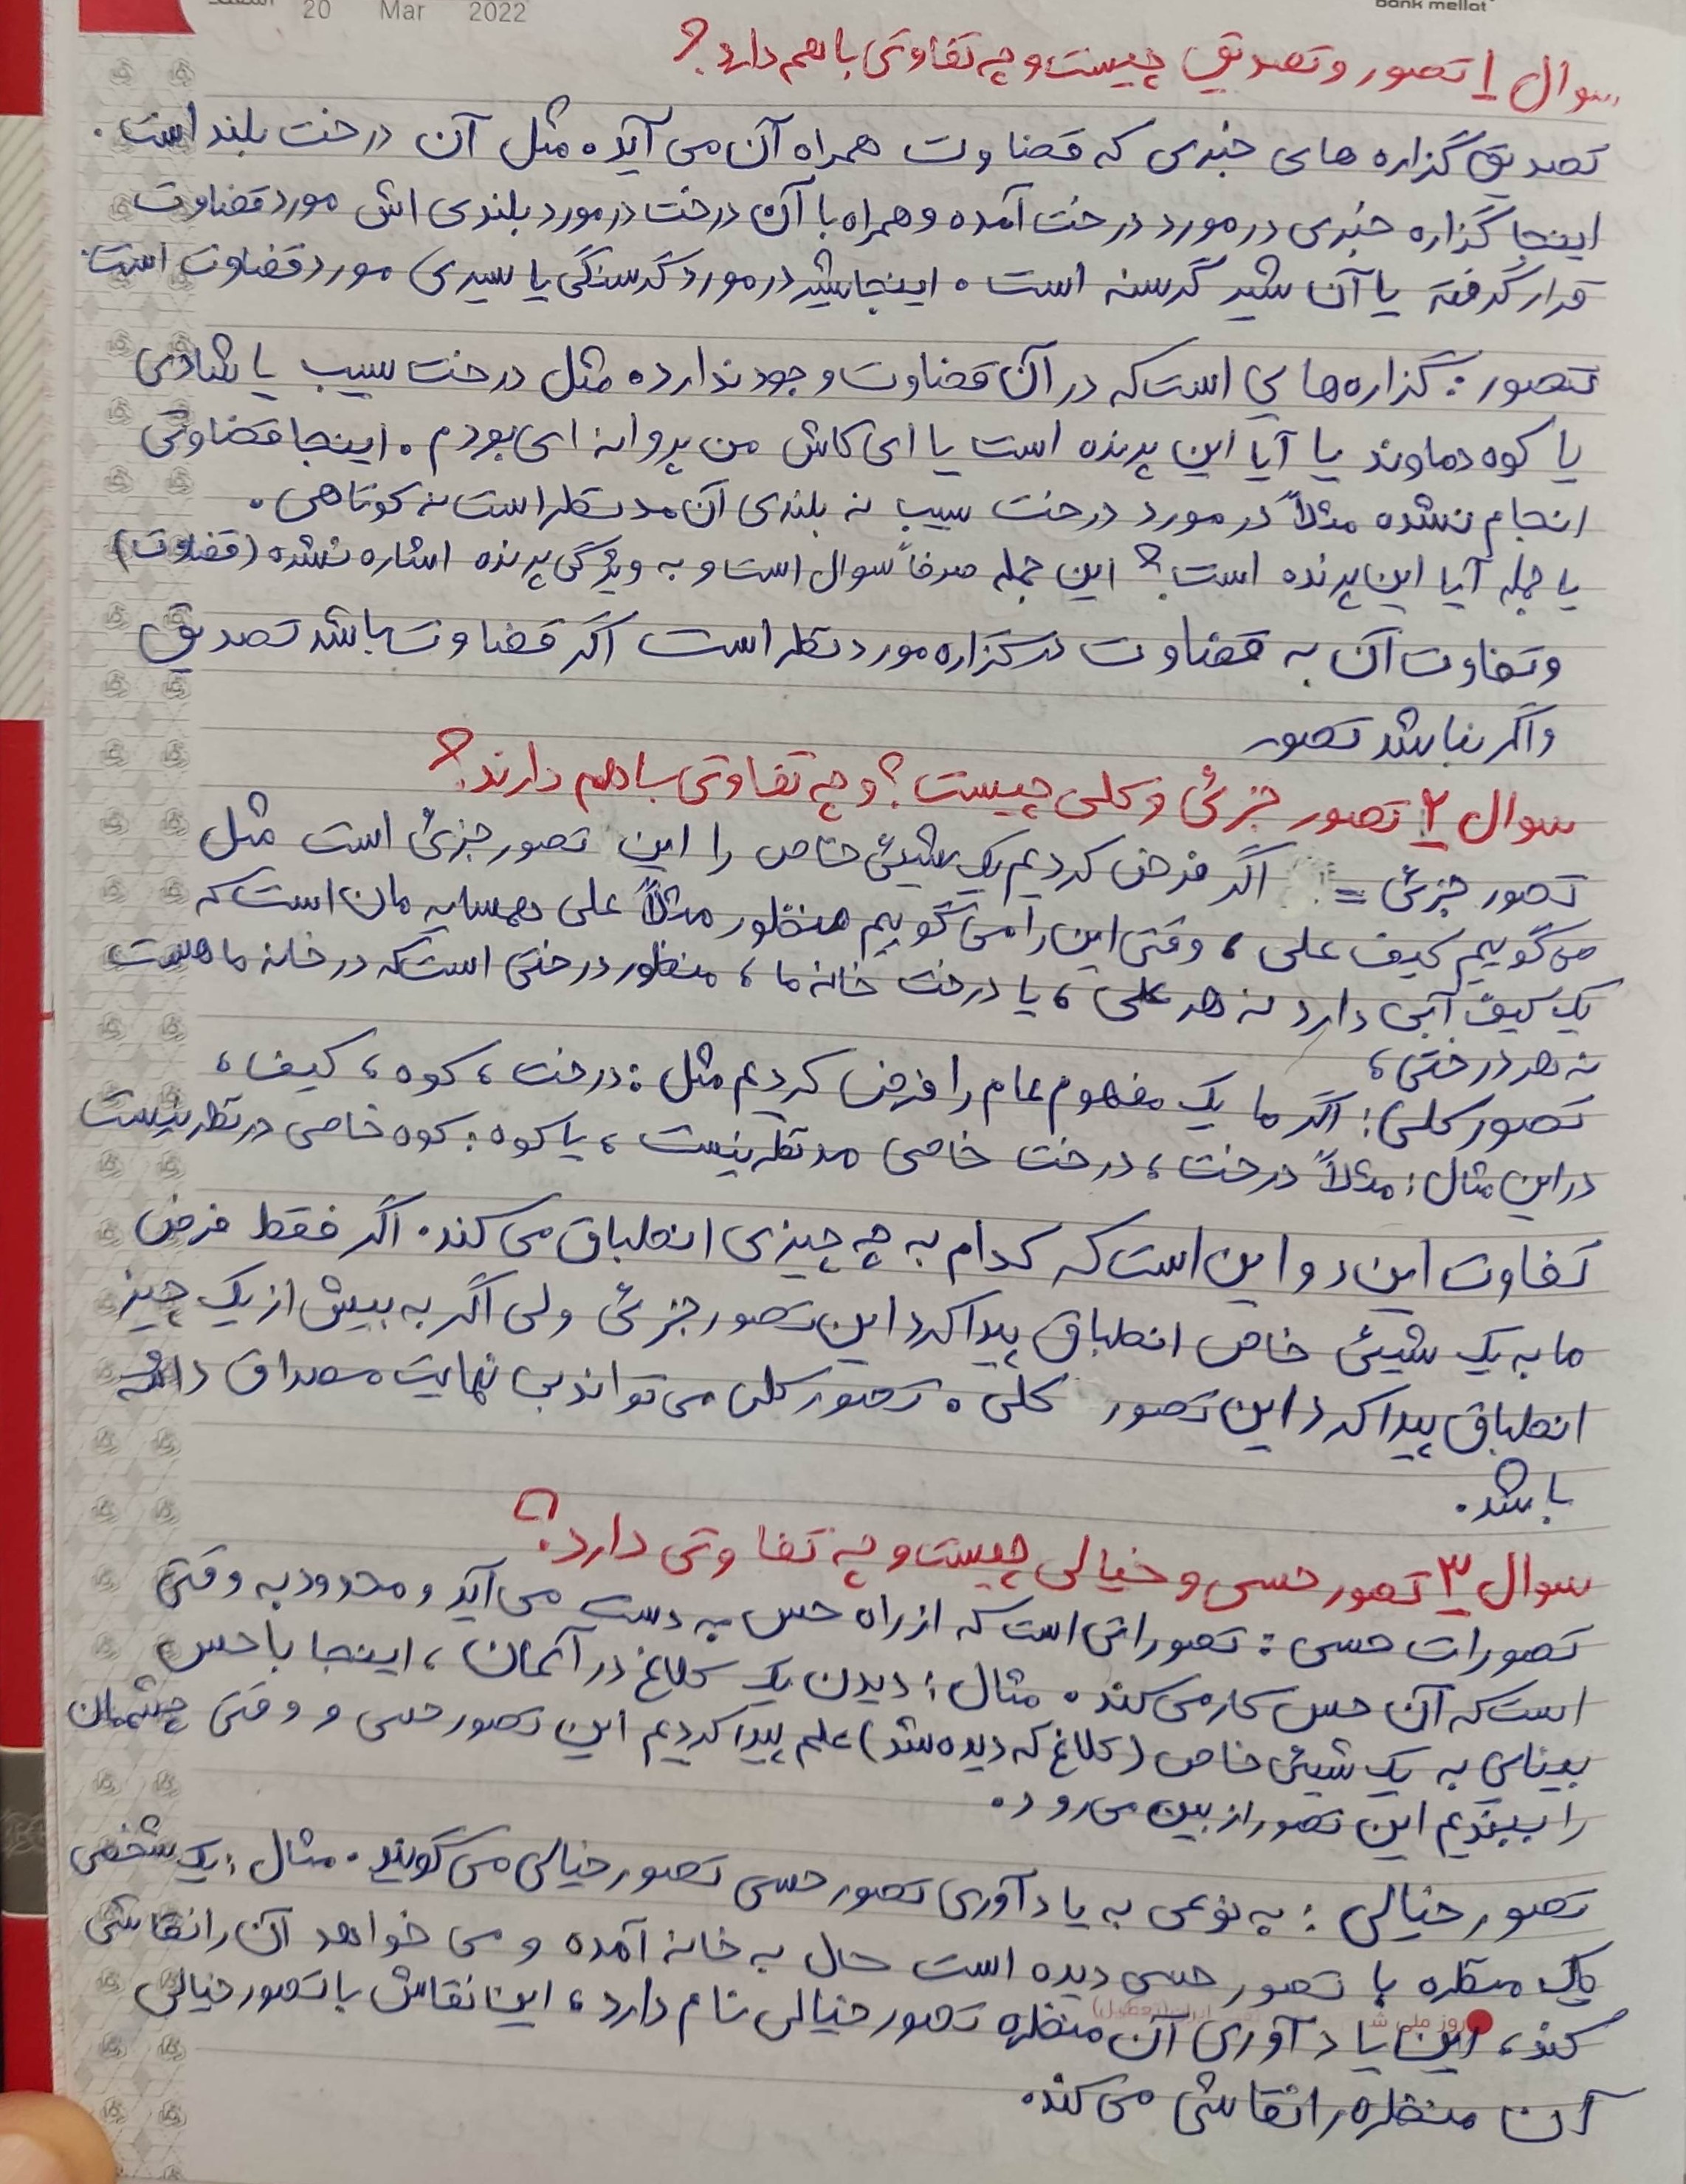 20 Mar 2022
bank mellat
سوال 1 تصور و تصدیق چیست و چه تفاوتی با هم دارد؟
تصدیق گزاره های خبری که قضاوت همراه آن می آید. مثل آن درخت بلند است.
اینجا گزاره خبری در مورد درخت آمده و همراه با آن درخت در مورد بلندی اش مورد قضاوت
قرار گرفته یا آن شیر گرسنه است. اینجا شیر در مورد گرسنگی یا سیری مورد قضاوت است.
تصور: گزاره هایی است که در آن قضاوت وجود ندارد. مثل درخت سیب یا شادی
یا کوه دماوند یا آیا این پرنده است یا ای کاش من پروانه ای بودم. اینجا قضاوتی
انجام نشده مثلاً در مورد درخت سیب نه بلندی آن مد نظر است نه کوتاهی.
یا جمله آیا این پرنده است؟ این جمله صرفاً سوال است و به ویژگی پرنده اشاره نشده (قضاوت)
و تفاوت آن به قضاوت در گزاره مورد نظر است اگر قضاوت باشد تصدیق
و اگر نباشد تصور
سوال ۲ تصور جزئی و کلی چیست؟ و چه تفاوتی با هم دارند؟
تصور جزئی = اگر فرض کردیم یک شیئی خاص را این تصور جزئی است مثل
می گوییم کیف علی، وقتی این را می گوییم منظور مثلاً علی همسایه مان است که
یک کیف آبی دارد نه هر علی، یا درخت خانه ما، منظور درختی است که در خانه ما هست
نه هر درختی،
تصور کلی: اگر ما یک مفهوم عام را فرض کردیم مثل: درخت، کوه، کیف،
در این مثال: مثلاً درخت، درخت خاصی مد نظر نیست، یا کوه: کوه خاصی در نظر نیست
تفاوت این دو این است که کدام به چه چیزی انطباق می کند. اگر فقط فرض
ما به یک شیئی خاص انطباق پیدا کرد این تصور جزئی ولی اگر به بیش از یک چیز
انطباق پیدا کرد این تصور کلی. تصور کلی می تواند بی نهایت مصداق داشته
باشد.
سوال ۳ تصور حسی و خیالی چیست و چه تفاوتی دارد؟
تصورات حسی: تصوراتی است که از راه حس به دست می آید و محدود به وقتی
است که آن حس کار می کند. مثال: دیدن یک کلاغ در آسمان، اینجا با حس
بینایی به یک شیئی خاص (کلاغ که دیده شد) علم پیدا کردیم این تصور حسی و وقتی چشمان
را ببندیم این تصور از بین می رود.
تصور خیالی: به نوعی به یادآوری تصور حسی تصور خیالی می گویند. مثال: یک شخصی
یک منظره با تصور حسی دیده است حال به خانه آمده و می خواهد آن را نقاشی
کند، این یادآوری آن منظره تصور خیالی نام دارد، این نقاش با تصور خیالی
آن منظره را نقاشی می کند.